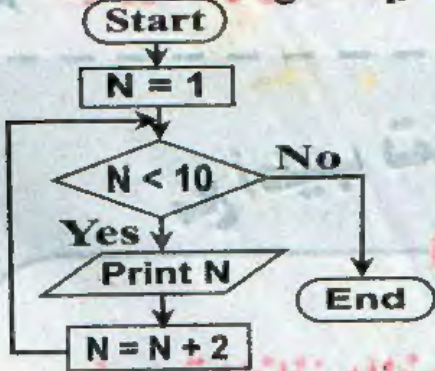 Start
N = 1
N < 10
No
Yes
Print N
End
N = N + 2